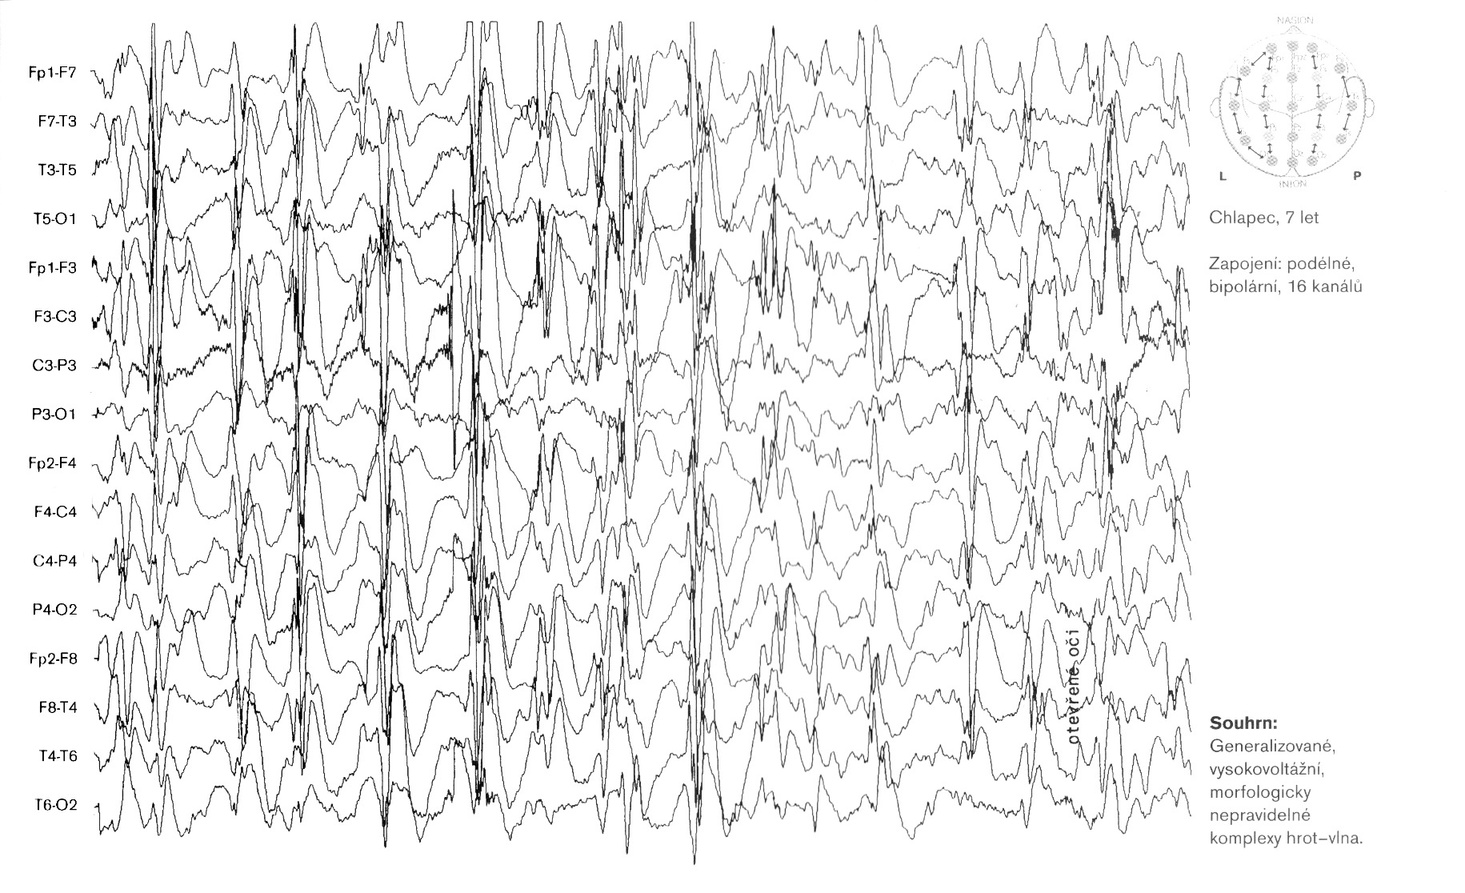 Fp1-F7
F7-T3
T3-T5
T5-O1
Fp1-F3
F3-C3
C3-P3
P3-O1
Fp2-F4
F4-C4
C4-P4
P4-O2
Fp2-F8
F8-T4
T4-T6
T6-O2
otevřené oči
NASION
L
P
INION
Chlapec, 7 let
Zapojení: podélné,
bipolární, 16 kanálů
Souhrn:
Generalizované,
vysokovoltážní,
morfologicky
nepravidelné
komplexy hrot–vlna.